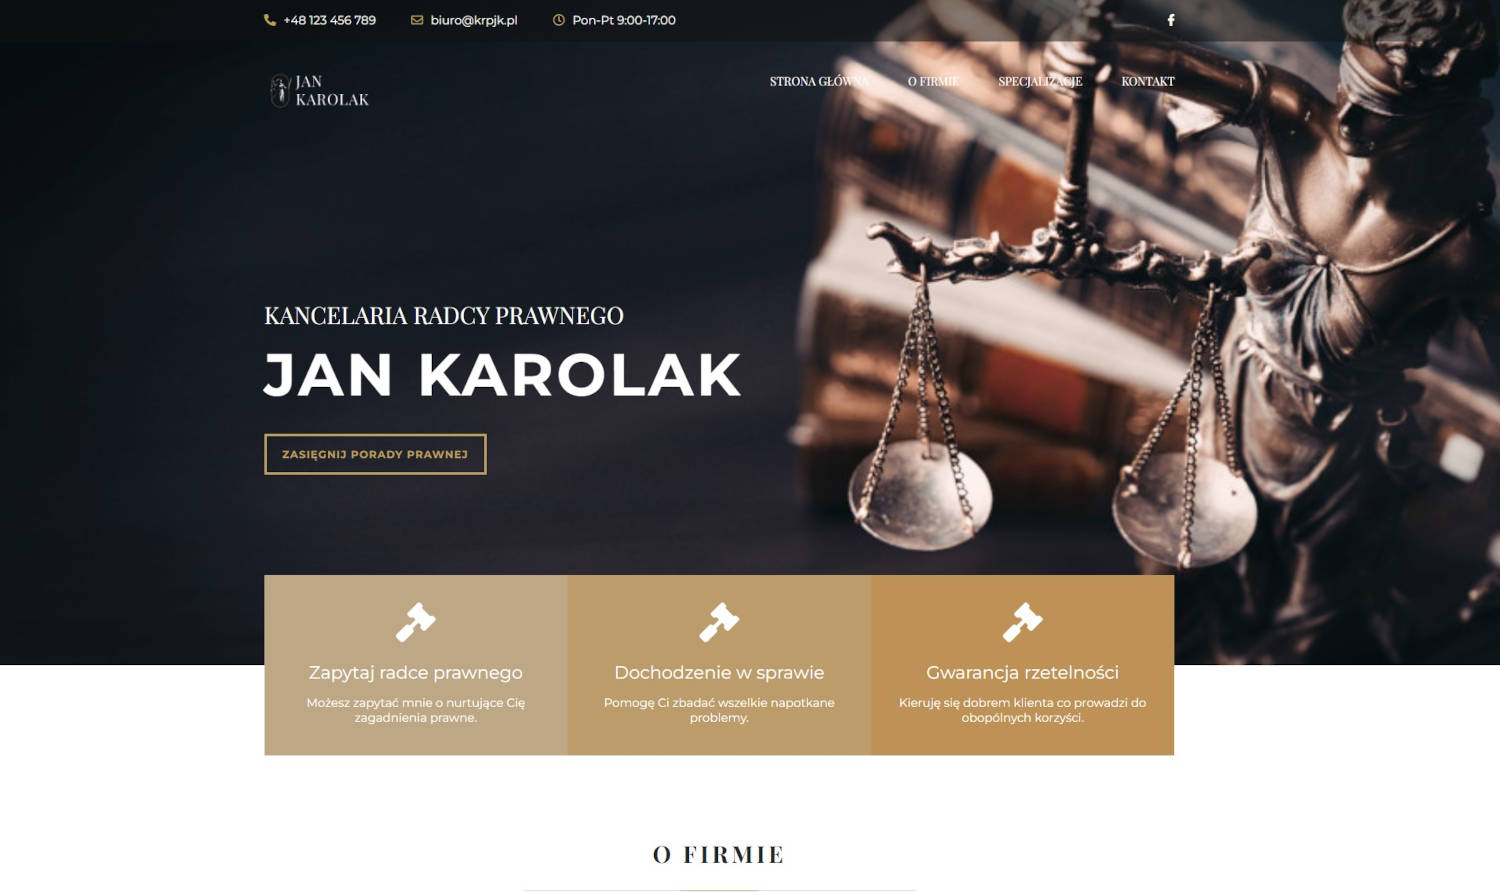 +48 123 456 789 biuro@krpjk.pl Pon-Pt 9:00-17:00
JAN
KAROLAK
STRONA GŁÓWNA O FIRMIE SPECJALIZACJE KONTAKT
KANCELARIA RADCY PRAWNEGO
JAN KAROLAK
ZASIĘGNIJ PORADY PRAWNEJ
Zapytaj radce prawnego
Możesz zapytać mnie o nurtujące Cię
zagadnienia prawne.
Dochodzenie w sprawie
Pomogę Ci zbadać wszelkie napotkane
problemy.
Gwarancja rzetelności
Kieruję się dobrem klienta co prowadzi do
obopólnych korzyści.
O FIRMIE